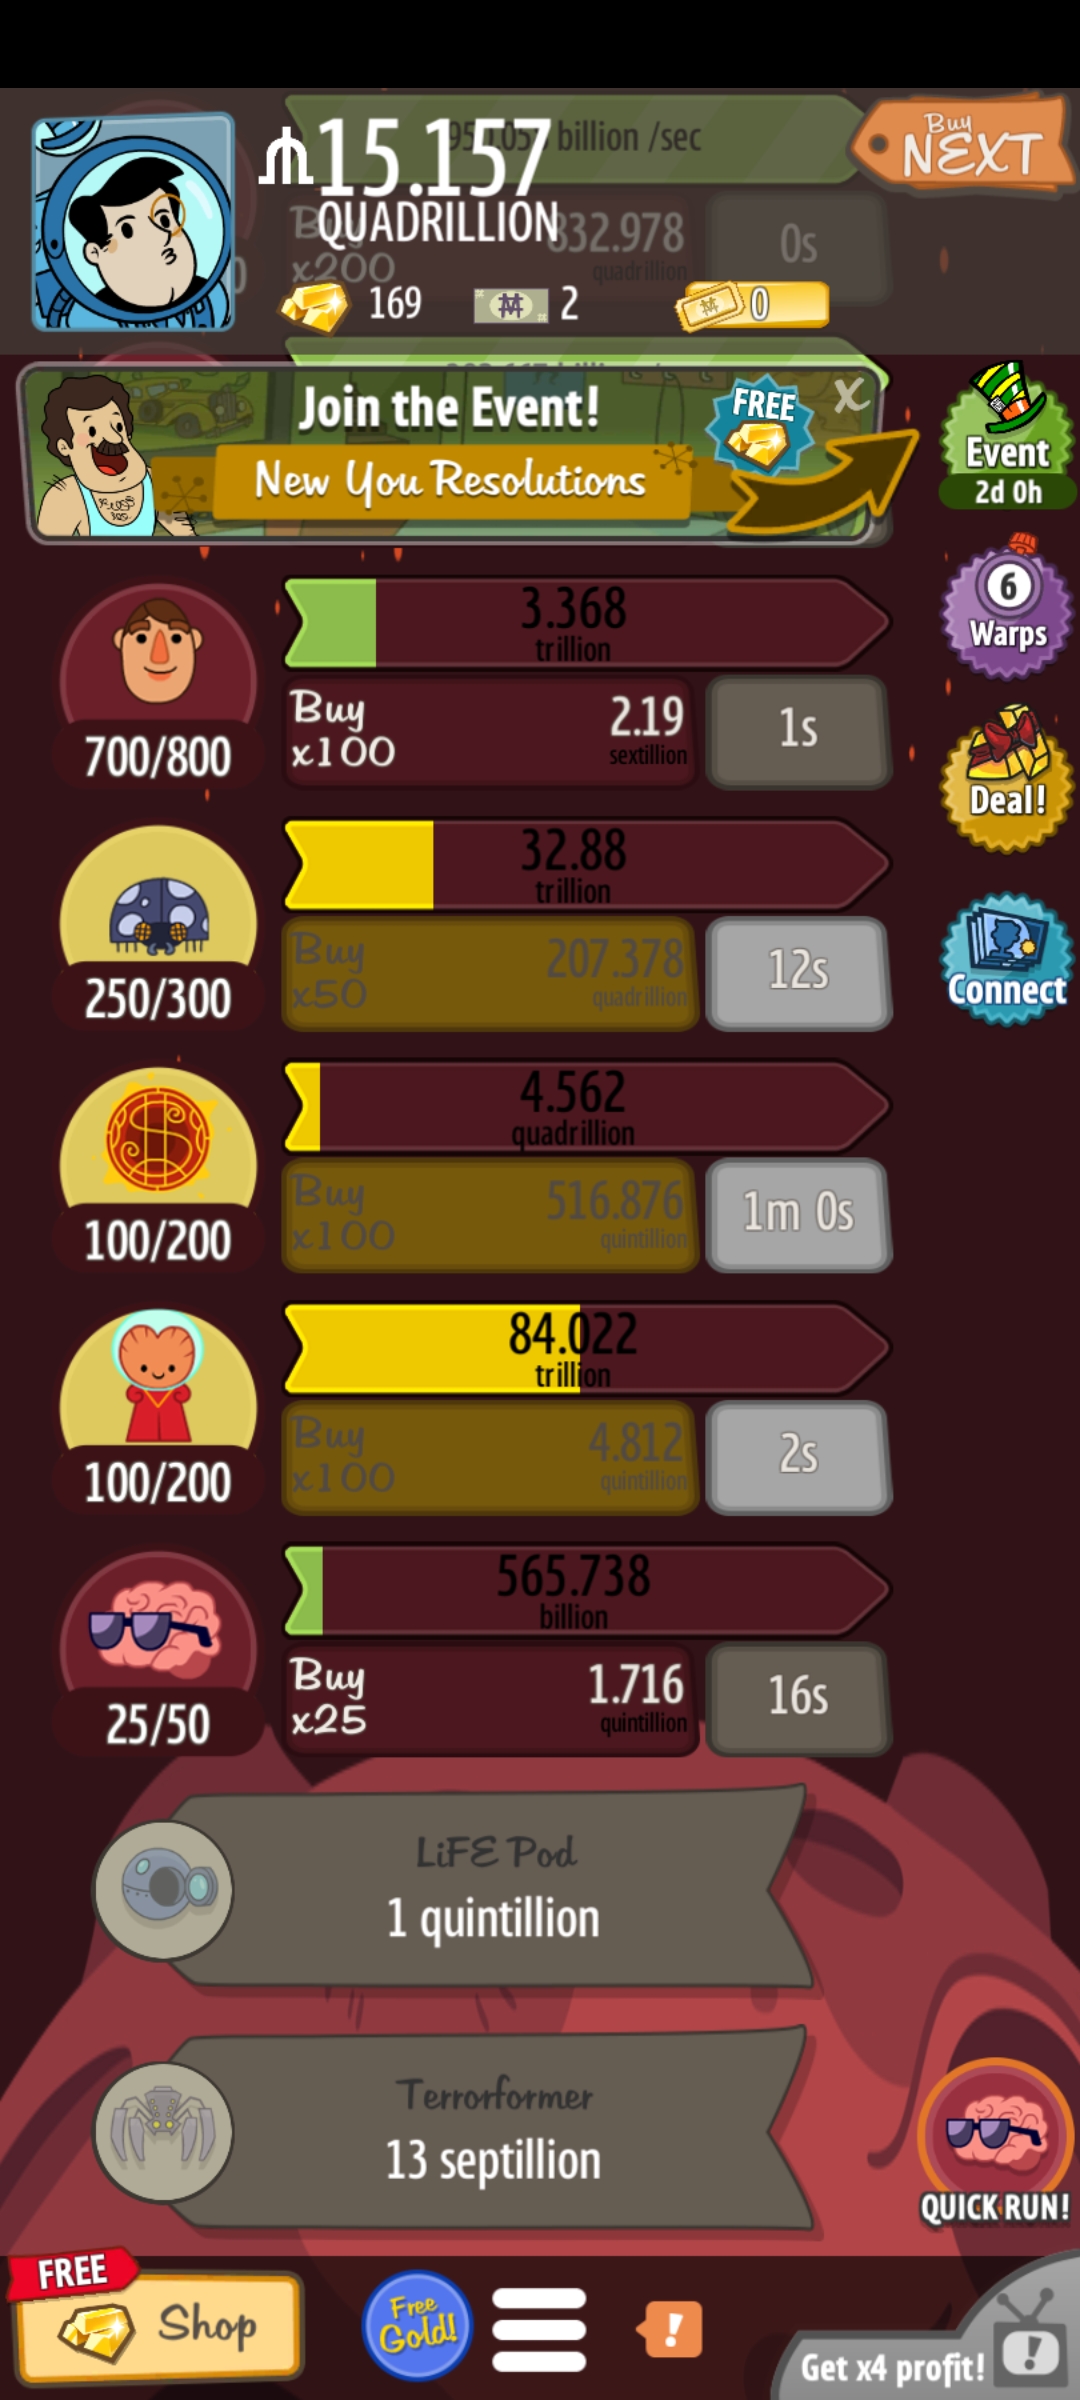 15.157
QUADRILLION
billion /sec
Buy
NEXT
Buy
x200
832.978
quadrillion
0s
169
2
0
Join the Event!
New You Resolutions
FREE
X
Event
2d 0h
3.368
trillion
700/800
Buy
x100
2.19
sextillion
1s
6
Warps
Deal!
32.88
trillion
250/300
Buy
x50
207.378
quadrillion
12s
Connect
4.562
quadrillion
100/200
Buy
x100
516.876
quintillion
1m 0s
84.022
trillion
100/200
Buy
x100
4.812
quintillion
2s
565.738
billion
25/50
Buy
x25
1.716
quintillion
16s
LiFE Pod
1 quintillion
Terrorformer
13 septillion
QUICK RUN!
FREE
Shop
Free
Gold!
!
!
Get x4 profit!